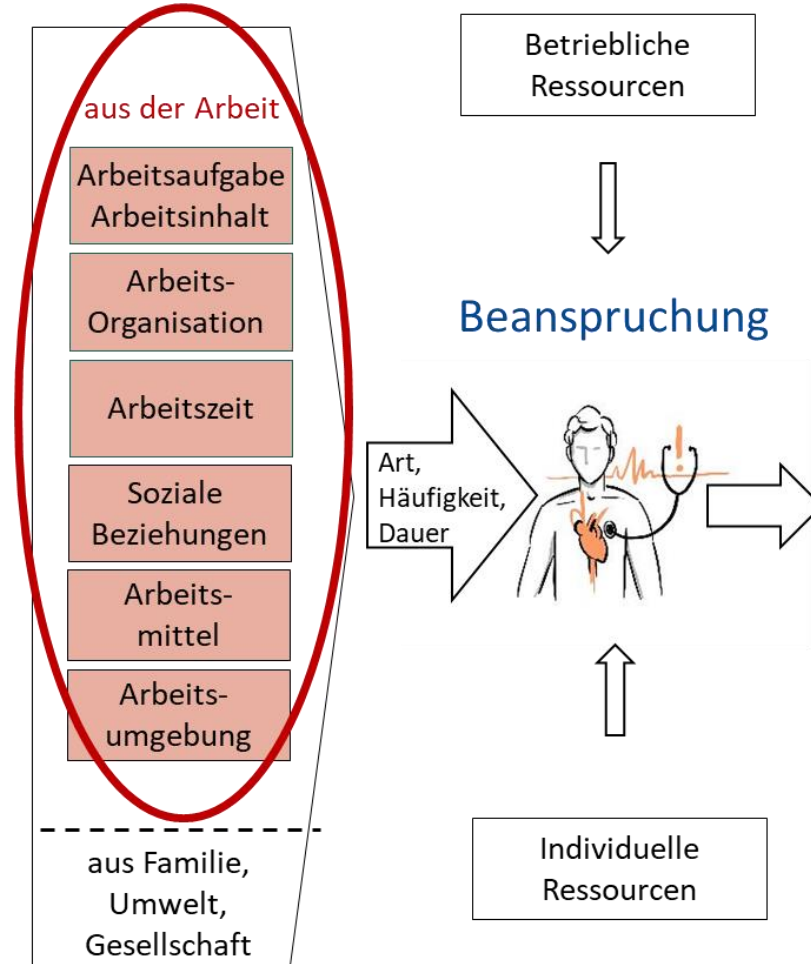 aus der Arbeit
Arbeitsaufgabe
Arbeitsinhalt
Arbeits-
Organisation
Arbeitszeit
Soziale
Beziehungen
Arbeits-
mittel
Arbeits-
umgebung
aus Familie,
Umwelt,
Gesellschaft
Art,
Häufigkeit,
Dauer
Betriebliche
Ressourcen
Beanspruchung
!
Individuelle
Ressourcen